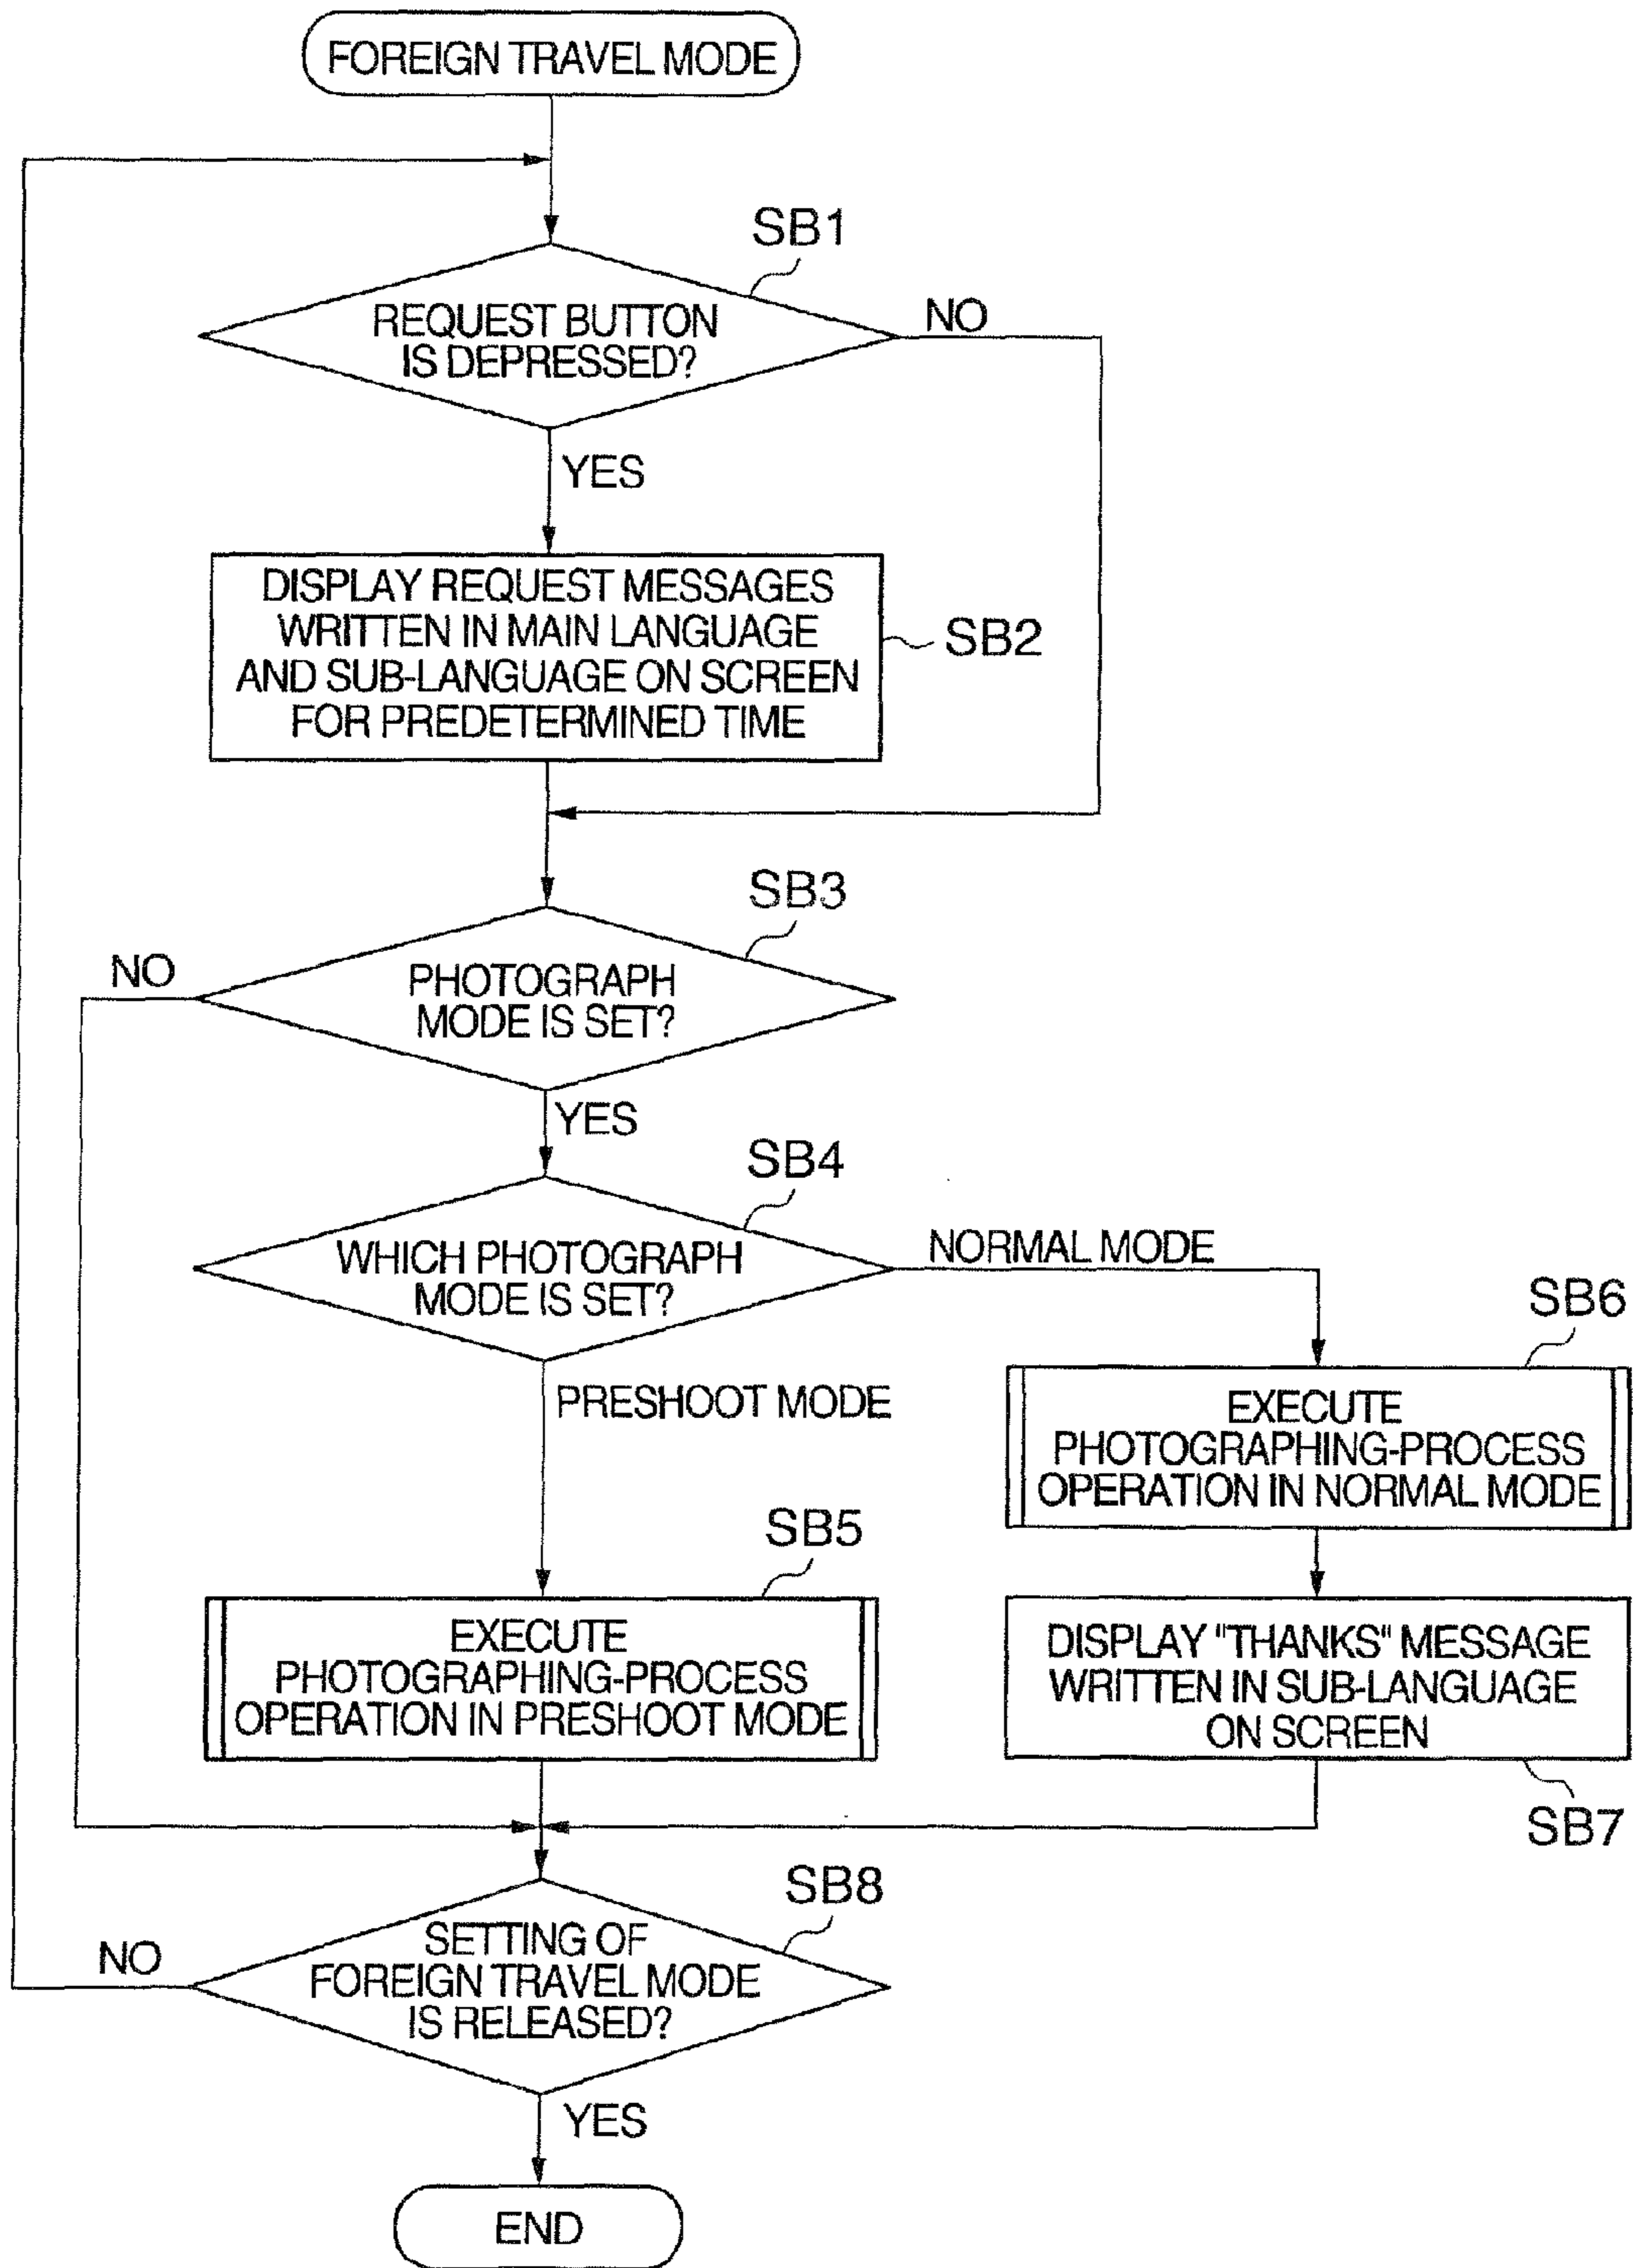 FOREIGN TRAVEL MODE
SB1
REQUEST BUTTON
IS DEPRESSED?
NO
YES
DISPLAY REQUEST MESSAGES
WRITTEN IN MAIN LANGUAGE
AND SUB-LANGUAGE ON SCREEN
FOR PREDETERMINED TIME
SB2
SB3
NO
PHOTOGRAPH
MODE IS SET?
YES
SB4
WHICH PHOTOGRAPH
MODE IS SET?
NORMAL MODE
PRESHOOT MODE
SB6
EXECUTE
PHOTOGRAPHING-PROCESS
OPERATION IN NORMAL MODE
SB5
EXECUTE
PHOTOGRAPHING-PROCESS
OPERATION IN PRESHOOT MODE
DISPLAY "THANKS" MESSAGE
WRITTEN IN SUB-LANGUAGE
ON SCREEN
SB7
SB8
NO
SETTING OF
FOREIGN TRAVEL MODE
IS RELEASED?
YES
END